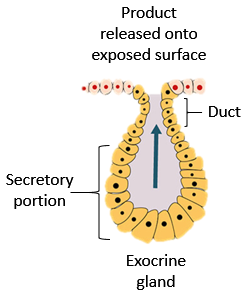 Product
released onto
exposed surface
Duct
Secretory
portion
Exocrine
gland